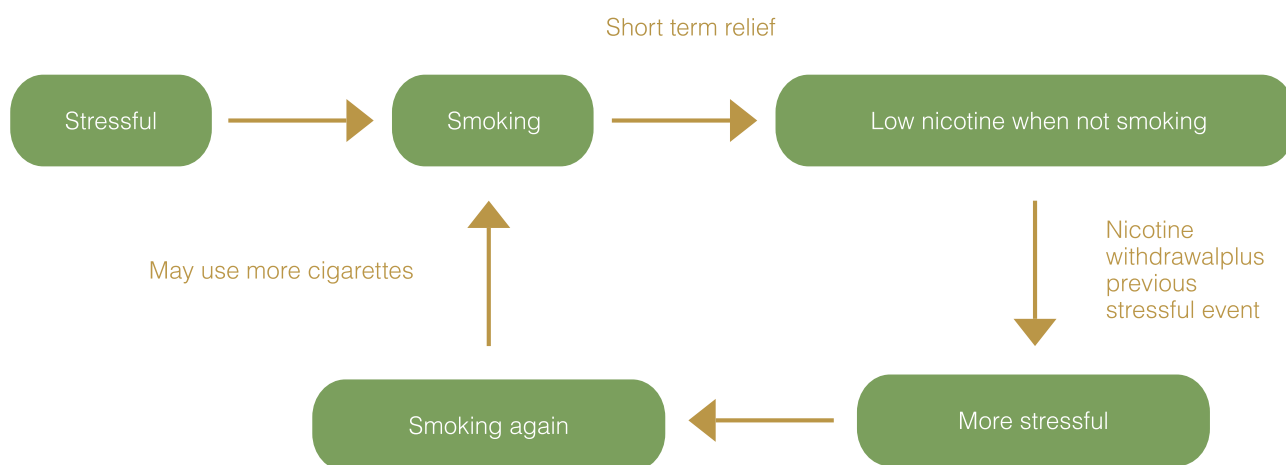 Short term relief
Stressful
Smoking
Low nicotine when not smoking
Nicotine
withdrawalplus
previous
stressful event
May use more cigarettes
Smoking again
More stressful